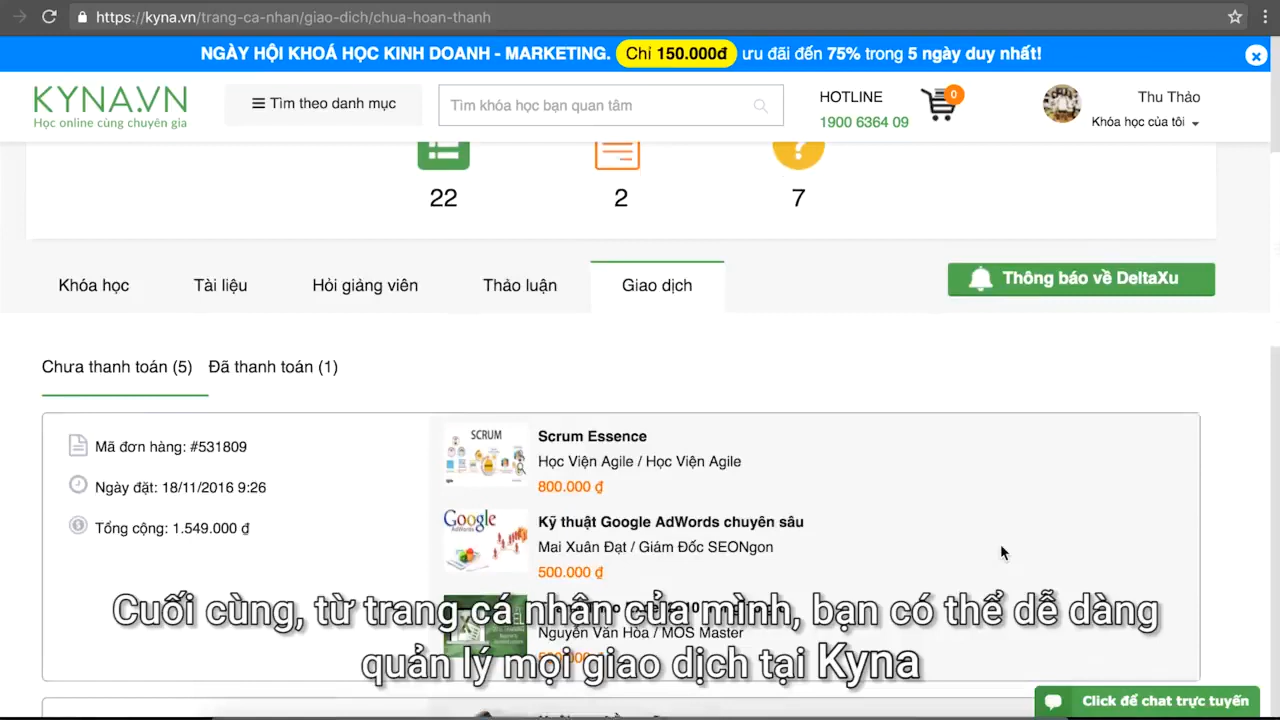 https://kyna.vn/trang-ca-nhan/giao-dich/chua-hoan-thanh
NGÀY HỘI KHOÁ HỌC KINH DOANH - MARKETING. Chỉ 150.000đ ưu đãi đến 75% trong 5 ngày duy nhất!
KYNA.VN
Học online cùng chuyên gia
Tìm theo danh mục
Tìm khóa học bạn quan tâm
HOTLINE
1900 6364 09
0
Thu Thảo
Khóa học của tôi
22 2 7
Khóa học Tài liệu Hỏi giảng viên Thảo luận Giao dịch
Thông báo về DeltaXu
Chưa thanh toán (5) Đã thanh toán (1)
Mã đơn hàng: #531809
Ngày đặt: 18/11/2016 9:26
Tổng cộng: 1.549.000 ₫
SCRUM
Scrum Essence
Học Viện Agile / Học Viện Agile
800.000 ₫
Google
AdWords
Kỹ thuật Google AdWords chuyên sâu
Mai Xuân Đạt / Giám Đốc SEONgon
500.000 ₫
Nguyễn Văn Hòa / MOS Master
Cuối cùng, từ trang cá nhân của mình, bạn có thể dễ dàng
quản lý mọi giao dịch tại Kyna
Click để chat trực tuyến